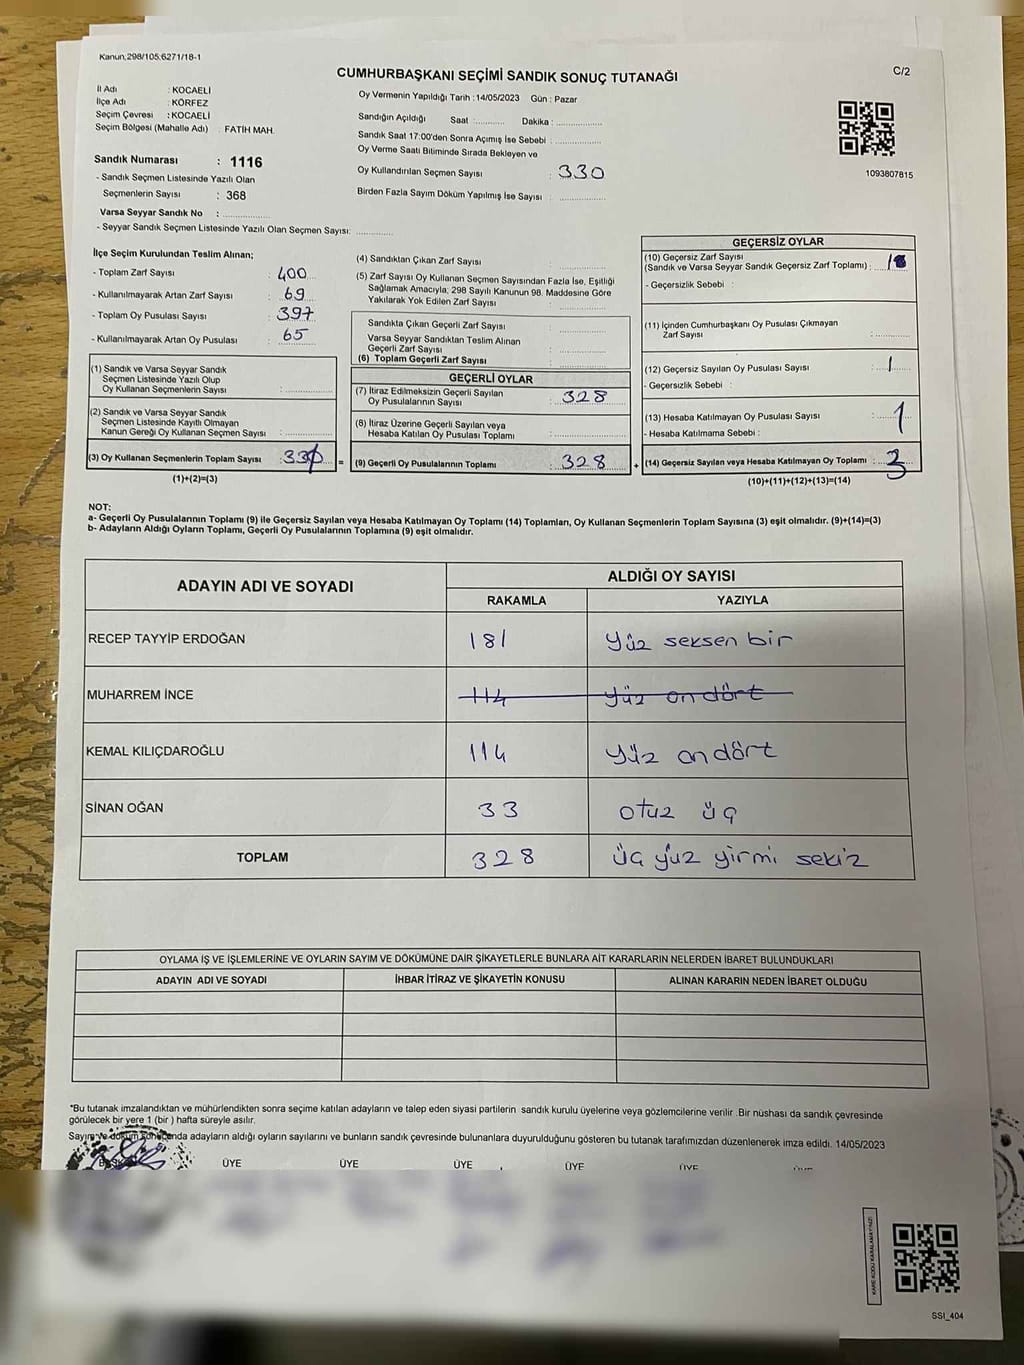 Kanun;298/105;6271/18-1
CUMHURBAŞKANI SEÇİMİ SANDIK SONUÇ TUTANAĞI
C/2
İl Adı : KOCAELİ
İlçe Adı : KÖRFEZ
Seçim Çevresi : KOCAELİ
Seçim Bölgesi (Mahalle Adı) : FATİH MAH.
Sandık Numarası : 1116
- Sandık Seçmen Listesinde Yazılı Olan
Seçmenlerin Sayısı : 368
Varsa Seyyar Sandık No :
- Seyyar Sandık Seçmen Listesinde Yazılı Olan Seçmen Sayısı:
Oy Vermenin Yapıldığı Tarih : 14/05/2023 Gün : Pazar
Sandığın Açıldığı Saat : Dakika :
Sandık Saat 17:00'den Sonra Açımış İse Sebebi :
Oy Verme Saati Bitiminde Sırada Bekleyen ve
Oy Kullandırılan Seçmen Sayısı : 330
Birden Fazla Sayım Döküm Yapılmış İse Sayısı :
1093807815
İlçe Seçim Kurulundan Teslim Alınan;
- Toplam Zarf Sayısı : 400
- Kullanılmayarak Artan Zarf Sayısı : 69
- Toplam Oy Pusulası Sayısı : 397
- Kullanılmayarak Artan Oy Pusulası : 65
(1) Sandık ve Varsa Seyyar Sandık
Seçmen Listesinde Yazılı Olup
Oy Kullanan Seçmenlerin Sayısı :
(2) Sandık ve Varsa Seyyar Sandık
Seçmen Listesinde Kayıtlı Olmayan
Kanun Gereği Oy Kullanan Seçmen Sayısı :
(3) Oy Kullanan Seçmenlerin Toplam Sayısı :
(1)+(2)=(3)
(4) Sandıktan Çıkan Zarf Sayısı :
(5) Zarf Sayısı Oy Kullanan Seçmen Sayısından Fazla İse, Eşitliği
Sağlamak Amacıyla; 298 Sayılı Kanunun 98. Maddesine Göre
Yakılarak Yok Edilen Zarf Sayısı :
Sandıkta Çıkan Geçerli Zarf Sayısı :
Varsa Seyyar Sandıktan Teslim Alınan
Geçerli Zarf Sayısı :
(6) Toplam Geçerli Zarf Sayısı
GEÇERLİ OYLAR
(7) İtiraz Edilmeksizin Geçerli Sayılan
Oy Pusulalarının Sayısı : 328
(8) İtiraz Üzerine Geçerli Sayılan veya
Hesaba Katılan Oy Pusulası Toplamı :
= (9) Geçerli Oy Pusulalarının Toplamı : 328 +
GEÇERSİZ OYLAR
(10) Geçersiz Zarf Sayısı
(Sandık ve Varsa Seyyar Sandık Geçersiz Zarf Toplamı) :
- Geçersizlik Sebebi :
(11) İçinden Cumhurbaşkanı Oy Pusulası Çıkmayan
Zarf Sayısı :
(12) Geçersiz Sayılan Oy Pusulası Sayısı : 1
- Geçersizlik Sebebi :
(13) Hesaba Katılmayan Oy Pusulası Sayısı : 1
- Hesaba Katılmama Sebebi :
(14) Geçersiz Sayılan veya Hesaba Katılmayan Oy Toplamı :
(10)+(11)+(12)+(13)=(14)
NOT:
a- Geçerli Oy Pusulalarının Toplamı (9) ile Geçersiz Sayılan veya Hesaba Katılmayan Oy Toplamı (14) Toplamları, Oy Kullanan Seçmenlerin Toplam Sayısına (3) eşit olmalıdır. (9)+(14)=(3)
b- Adayların Aldığı Oyların Toplamı, Geçerli Oy Pusulalarının Toplamına (9) eşit olmalıdır.
ADAYIN ADI VE SOYADI ALDIĞI OY SAYISI
RAKAMLA YAZIYLA
RECEP TAYYİP ERDOĞAN 181 yüz seksen bir
MUHARREM İNCE 114 yüz on dört
KEMAL KILIÇDAROĞLU 114 yüz on dört
SİNAN OĞAN 33 otuz üç
TOPLAM 328 üç yüz yirmi sekiz
OYLAMA İŞ VE İŞLEMLERİNE VE OYLARIN SAYIM VE DÖKÜMÜNE DAİR ŞİKAYETLERLE BUNLARA AİT KARARLARIN NELERDEN İBARET BULUNDUKLARI
ADAYIN ADI VE SOYADI İHBAR İTİRAZ VE ŞİKAYETİN KONUSU ALINAN KARARIN NEDEN İBARET OLDUĞU
*Bu tutanak imzalandıktan ve mühürlendikten sonra seçime katılan adayların ve talep eden siyasi partilerin sandık kurulu üyelerine veya gözlemcilerine verilir .Bir nüshası da sandık çevresinde
görülecek bir yere 1 (bir ) hafta süreyle asılır.
Sayım ve döküm sonucunda adayların aldığı oyların sayılarını ve bunların sandık çevresinde bulunanlara duyurulduğunu gösteren bu tutanak tarafımızdan düzenlenerek imza edildi. 14/05/2023
BAŞKAN ÜYE ÜYE ÜYE ÜYE ÜYE
KARE KODU KARALAMAYINIZ!
SSI_404